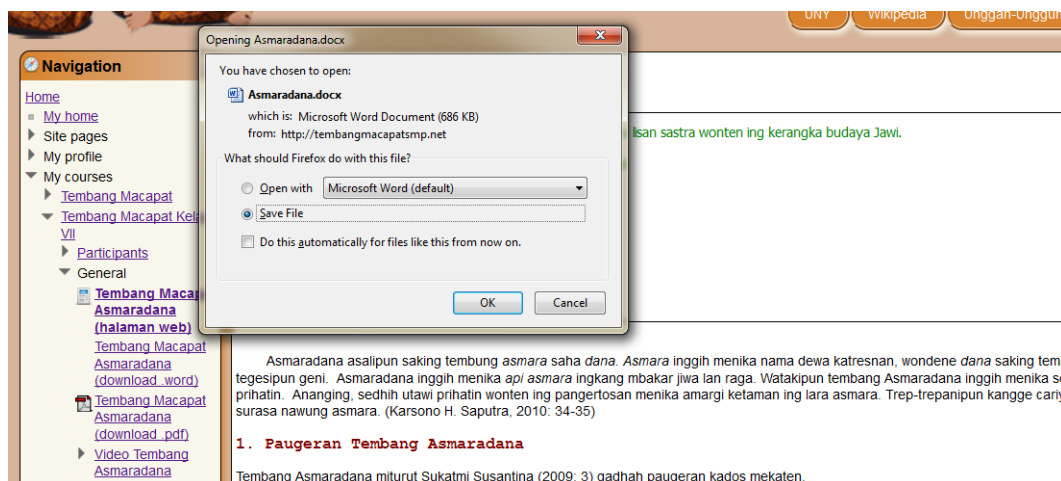 UNY
Wikipedia
Unggah-Unggu
Opening Asmaradana.docx
You have chosen to open:
Asmaradana.docx
which is: Microsoft Word Document (686 KB)
from: http://tembangmacapatsmp.net
What should Firefox do with this file?
Open with Microsoft Word (default)
Save File
Do this automatically for files like this from now on.
OK Cancel
Navigation
Home
My home
Site pages
My profile
My courses
Tembang Macapat
Tembang Macapat Kela
VII
Participants
General
Tembang Macap
Asmaradana
(halaman web)
Tembang Macapat
Asmaradana
(download .word)
Tembang Macapat
Asmaradana
(download .pdf)
Video Tembang
Asmaradana
lisan sastra wonten ing kerangka budaya Jawi.
Asmaradana asalipun saking tembung asmara saha dana. Asmara inggih menika nama dewa katresnan, wondene dana saking tem
tegesipun geni. Asmaradana inggih menika api asmara ingkang mbakar jiwa lan raga. Watakipun tembang Asmaradana inggih menika s
prihatin. Ananging, sedhih utawi prihatin wonten ing pangertosan menika amargi ketaman ing lara asmara. Trep-trepanipun kangge cariy
surasa nawung asmara. (Karsono H. Saputra, 2010: 34-35)
1. Paugeran Tembang Asmaradana
Tembang Asmaradana miturut Sukatmi Susantina (2009: 3) gadhah paugeran kados mekaten.